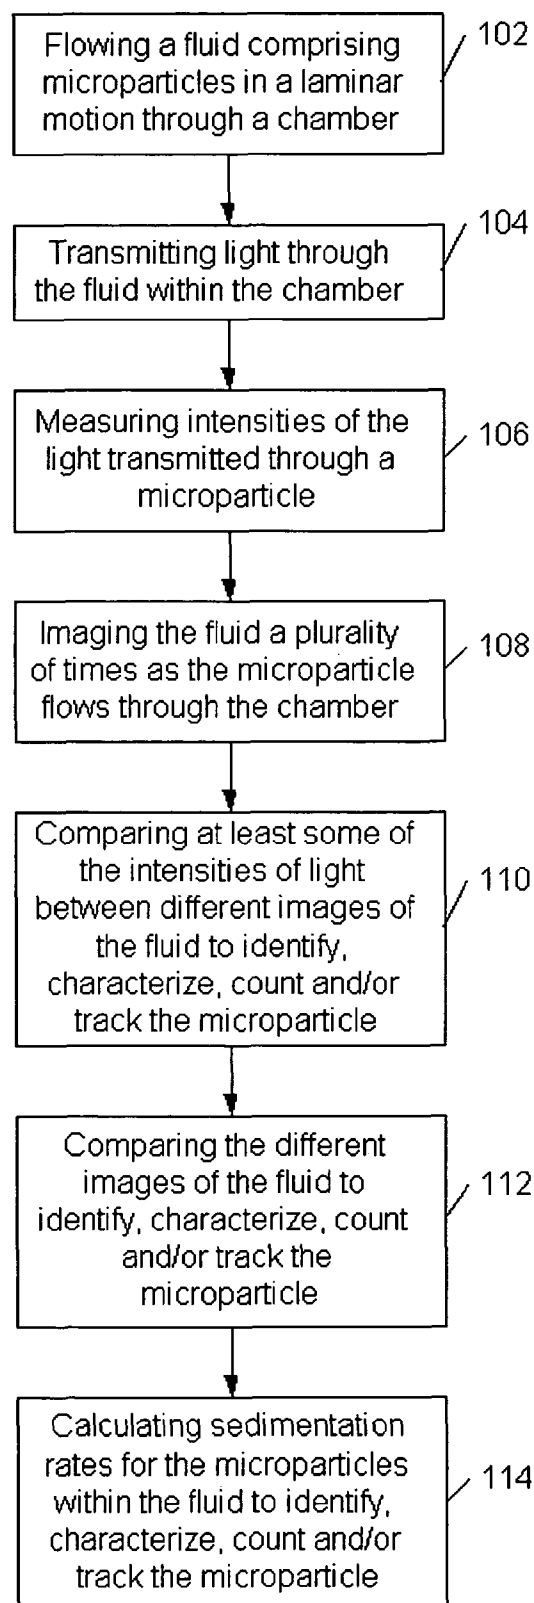 Flowing a fluid comprising
microparticles in a laminar
motion through a chamber
102
Transmitting light through
the fluid within the chamber
104
Measuring intensities of the
light transmitted through a
microparticle
106
Imaging the fluid a plurality
of times as the microparticle
flows through the chamber
108
Comparing at least some of
the intensities of light
between different images of
the fluid to identify,
characterize, count and/or
track the microparticle
110
Comparing the different
images of the fluid to
identify, characterize, count
and/or track the
microparticle
112
Calculating sedimentation
rates for the microparticles
within the fluid to identify,
characterize, count and/or
track the microparticle
114